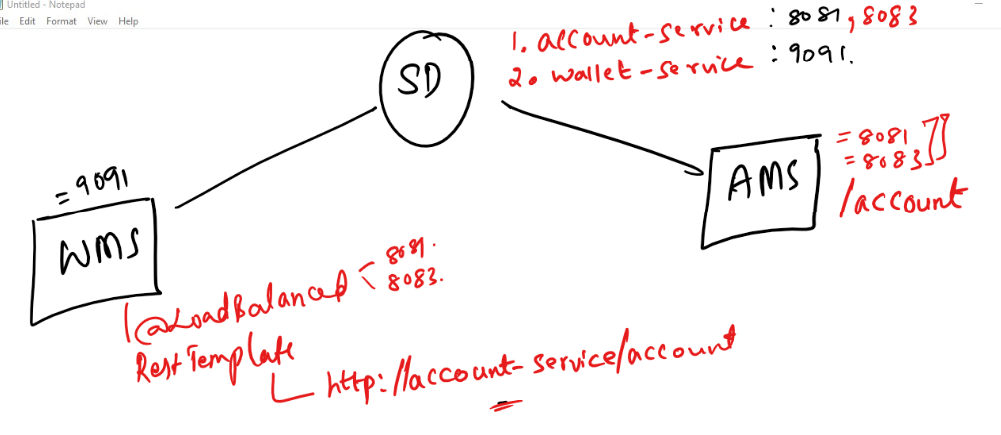 Untitled - Notepad
ile Edit Format View Help
1. account-service : 8081, 8083
2. wallet-service : 9091.
SD
= 9091
WMS
AMS
= 8081
= 8083
/account
@LoadBalanced
8081.
8083.
RestTemplate
http://account-service/account